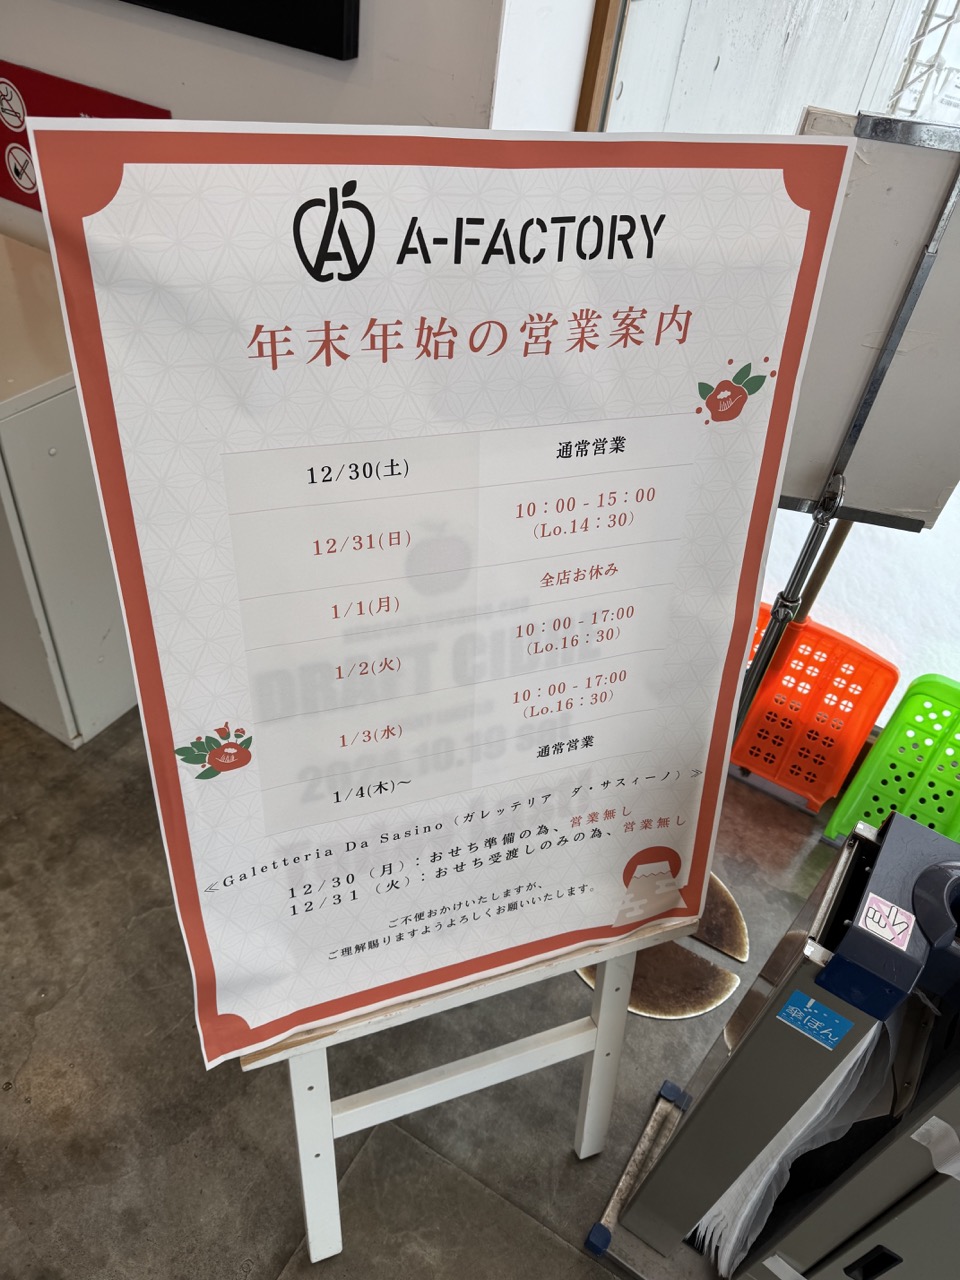 A-FACTORY
年末年始の営業案内
12/30(土) 通常営業
12/31(日) 10：00 - 15：00
（Lo.14：30）
1/1(月) 全店お休み
1/2(火) 10：00 - 17:00
（Lo.16：30）
1/3(水) 10：00 - 17:00
（Lo.16：30）
1/4(木)～ 通常営業
≪Galetteria Da Sasino（ガレッテリア ダ・サスィーノ）≫
12/30（月）：おせち準備の為、営業無し
12/31（火）：おせち受渡しのみの為、営業無し
ご不便おかけいたしますが、
ご理解賜りますようよろしくお願いいたします。
傘ぽん